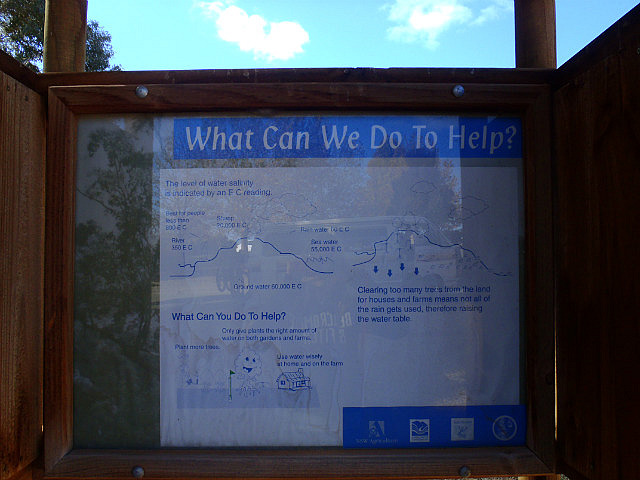 What Can We Do To Help?
The level of water salinity
is indicated by an E C reading.
Best for people
less than
800 E C
Sheep
Rain water
River
350 E C
Sea water
55,000 E C
Ground water 50,000 E C
Clearing too many trees from the land
for houses and farms means not all of
the rain gets used, therefore raising
the water table.
What Can You Do To Help?
Only give plants the right amount of
water on both gardens and farms.
Plant more trees.
Use water wisely
at home and on the farm
NSW Agriculture